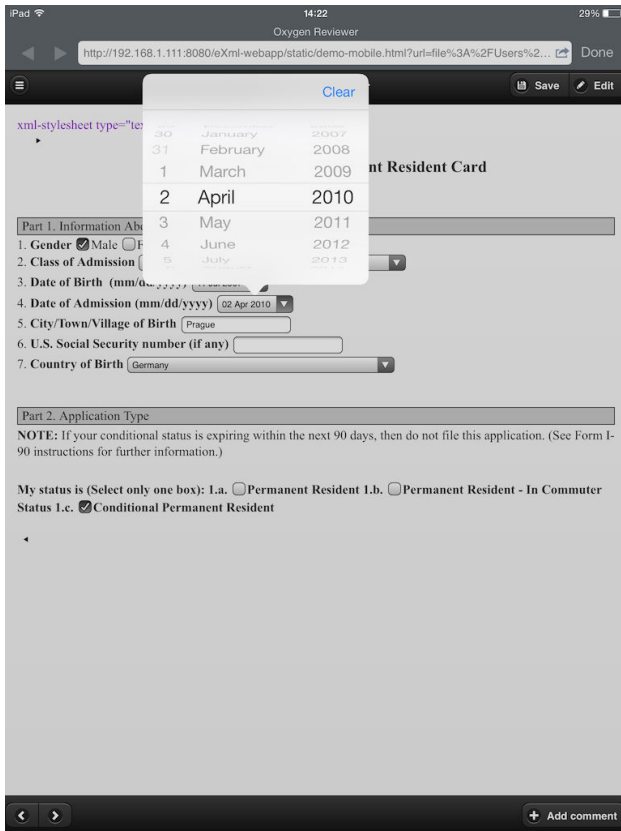 iPad 14:22 29%
Oxygen Reviewer
http://192.168.1.111:8080/eXml-webapp/static/demo-mobile.html?url=file%3A%2FUsers%2... Done
Save Edit
Clear
xml-stylesheet type="tex
30 January 2007
31 February 2008
1 March 2009
2 April 2010
3 May 2011
4 June 2012
5 July 2013
nt Resident Card
Part 1. Information Abo
1. Gender Male F
2. Class of Admission
3. Date of Birth (mm/dd/yyyy)
4. Date of Admission (mm/dd/yyyy) 02 Apr 2010
5. City/Town/Village of Birth Prague
6. U.S. Social Security number (if any)
7. Country of Birth Germany
Part 2. Application Type
NOTE: If your conditional status is expiring within the next 90 days, then do not file this application. (See Form I-
90 instructions for further information.)
My status is (Select only one box): 1.a. Permanent Resident 1.b. Permanent Resident - In Commuter
Status 1.c. Conditional Permanent Resident
Add comment